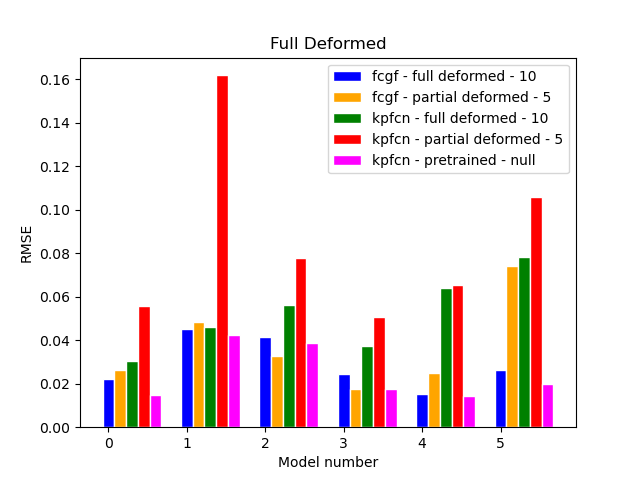 Full Deformed
fcgf - full deformed - 10
fcgf - partial deformed - 5
kpfcn - full deformed - 10
kpfcn - partial deformed - 5
kpfcn - pretrained - null
RMSE
0.16
0.14
0.12
0.10
0.08
0.06
0.04
0.02
0.00
0 1 2 3 4 5
Model number